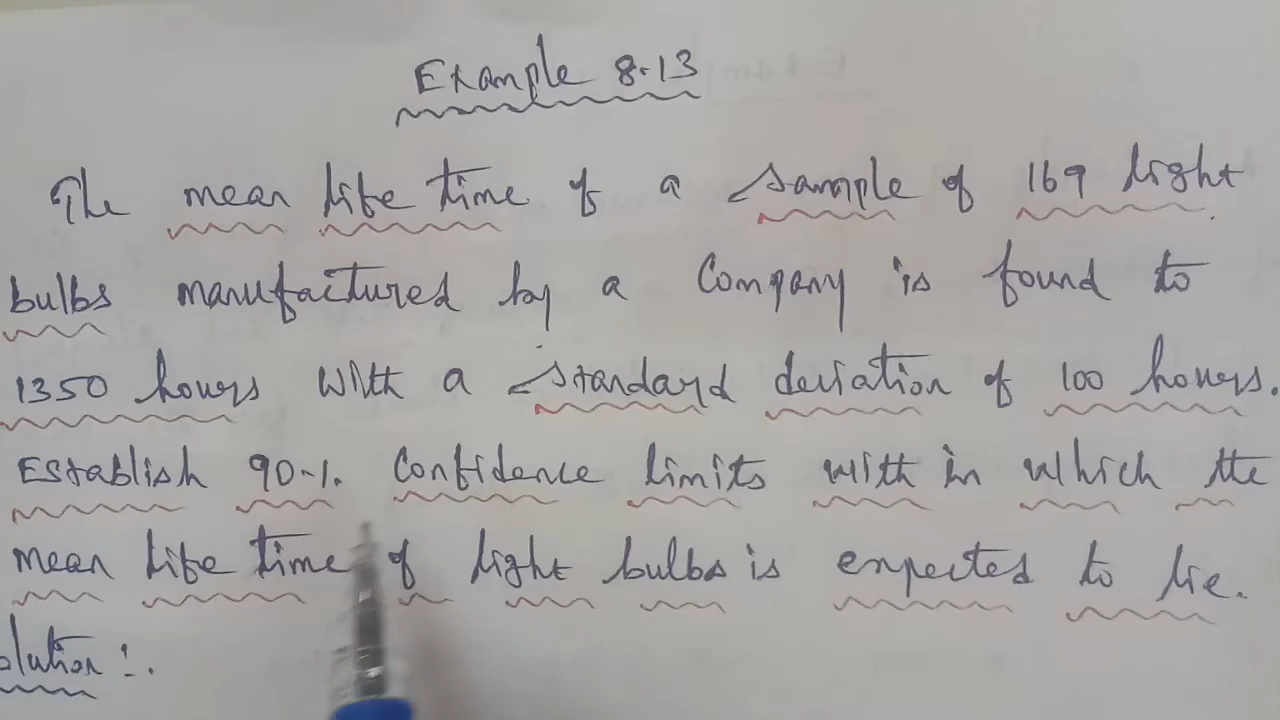 Example 8.13
The mean life time of a sample of 169 light
bulbs manufactured by a Company is found to
1350 hours with a standard deviation of 100 hours.
Establish 90%. Confidence limits with in which the
mean life time of light bulbs is expected to lie.
olution :.